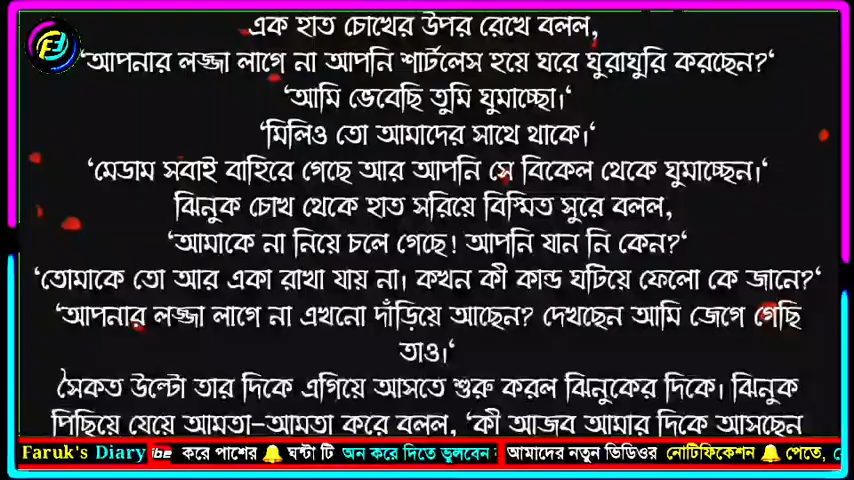 এক হাত চোখের উপর রেখে বলল,
‘আপনার লজ্জা লাগে না আপনি শার্টলেস হয়ে ঘরে ঘুরাঘুরি করছেন?‘
‘আমি ভেবেছি তুমি ঘুমাচ্ছো।‘
‘মিলিও তো আমাদের সাথে থাকে।‘
‘মেডাম সবাই বাহিরে গেছে আর আপনি সে বিকেল থেকে ঘুমাচ্ছেন।‘
ঝিনুক চোখ থেকে হাত সরিয়ে বিস্মিত সুরে বলল,
‘আমাকে না নিয়ে চলে গেছে! আপনি যান নি কেন?‘
‘তোমাকে তো আর একা রাখা যায় না। কখন কী কান্ড ঘটিয়ে ফেলো কে জানে?‘
‘আপনার লজ্জা লাগে না এখনো দাঁড়িয়ে আছেন? দেখছেন আমি জেগে গেছি
তাও।‘
সৈকত উল্টো তার দিকে এগিয়ে আসতে শুরু করল ঝিনুকের দিকে। ঝিনুক
পিছিয়ে যেয়ে আমতা-আমতা করে বলল, ‘কী আজব আমার দিকে আসছেন
Faruk's Diary ibe করে পাশের 🔔 ঘন্টা টি অন করে দিতে ভুলবেন আমাদের নতুন ভিডিওর নোটিফিকেশন 🔔 পেতে,